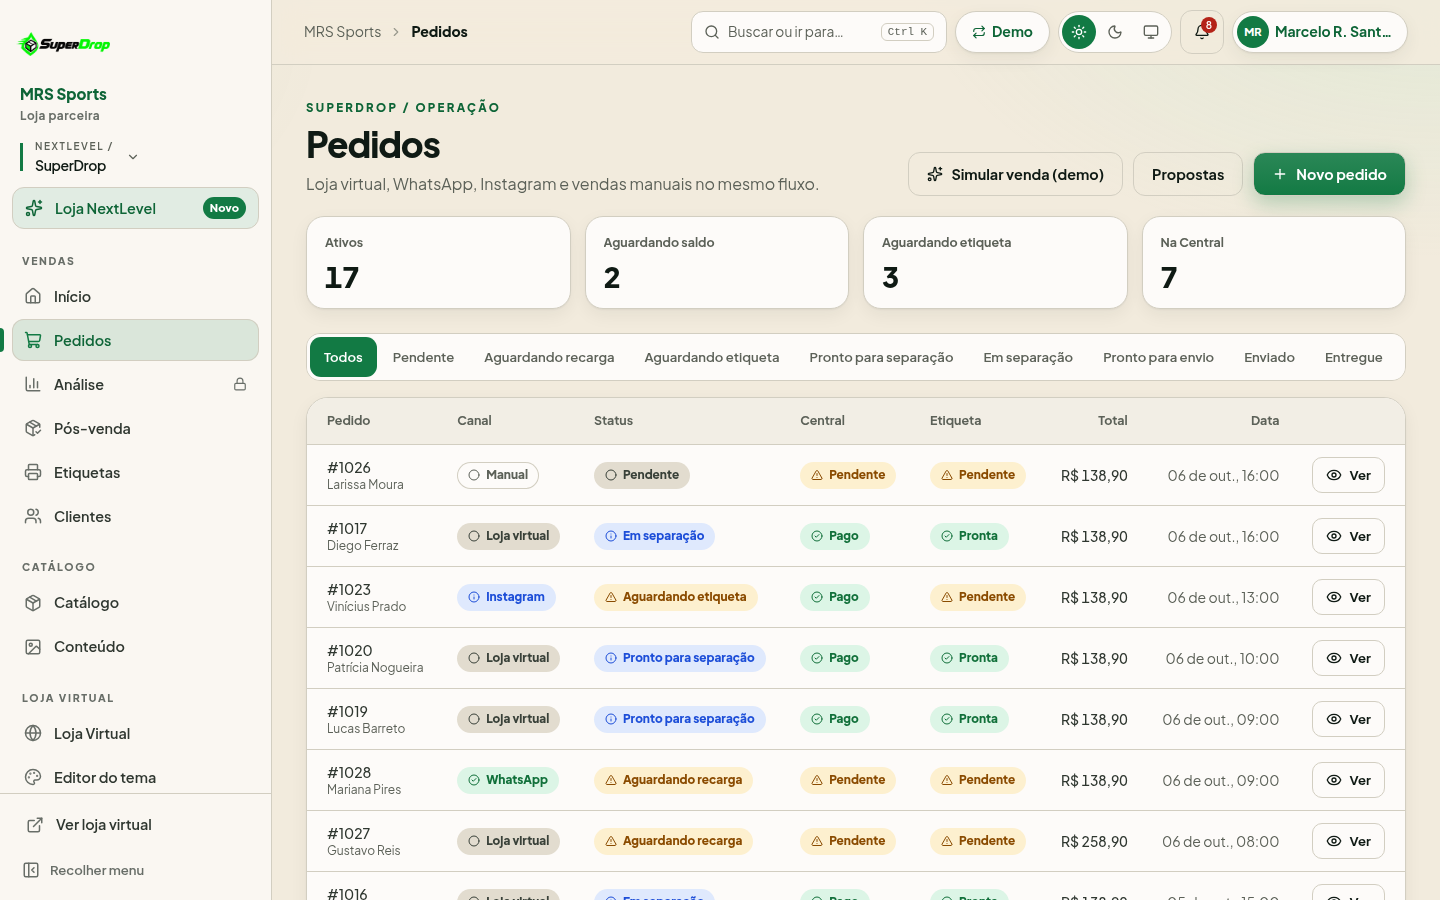 SuperDrop
MRS Sports
Loja parceira
NEXTLEVEL /
SuperDrop
Loja NextLevel Novo
VENDAS
Início
Pedidos
Análise
Pós-venda
Etiquetas
Clientes
CATÁLOGO
Catálogo
Conteúdo
LOJA VIRTUAL
Loja Virtual
Editor do tema
Ver loja virtual
Recolher menu
MRS Sports Pedidos
Buscar ou ir para... Ctrl K
Demo
8
MR Marcelo R. Sant...
SUPERDROP / OPERAÇÃO
Pedidos
Loja virtual, WhatsApp, Instagram e vendas manuais no mesmo fluxo.
Simular venda (demo) Propostas Novo pedido
Ativos
17
Aguardando saldo
2
Aguardando etiqueta
3
Na Central
7
Todos Pendente Aguardando recarga Aguardando etiqueta Pronto para separação Em separação Pronto para envio Enviado Entregue
Pedido Canal Status Central Etiqueta Total Data
#1026 Manual Pendente Pendente Pendente R$ 138,90 06 de out., 16:00 Ver
Larissa Moura
#1017 Loja virtual Em separação Pago Pronta R$ 138,90 06 de out., 16:00 Ver
Diego Ferraz
#1023 Instagram Aguardando etiqueta Pago Pendente R$ 138,90 06 de out., 13:00 Ver
Vinícius Prado
#1020 Loja virtual Pronto para separação Pago Pronta R$ 138,90 06 de out., 10:00 Ver
Patrícia Nogueira
#1019 Loja virtual Pronto para separação Pago Pronta R$ 138,90 06 de out., 09:00 Ver
Lucas Barreto
#1028 WhatsApp Aguardando recarga Pendente Pendente R$ 138,90 06 de out., 09:00 Ver
Mariana Pires
#1027 Loja virtual Aguardando recarga Pendente Pendente R$ 258,90 06 de out., 08:00 Ver
Gustavo Reis
#1016